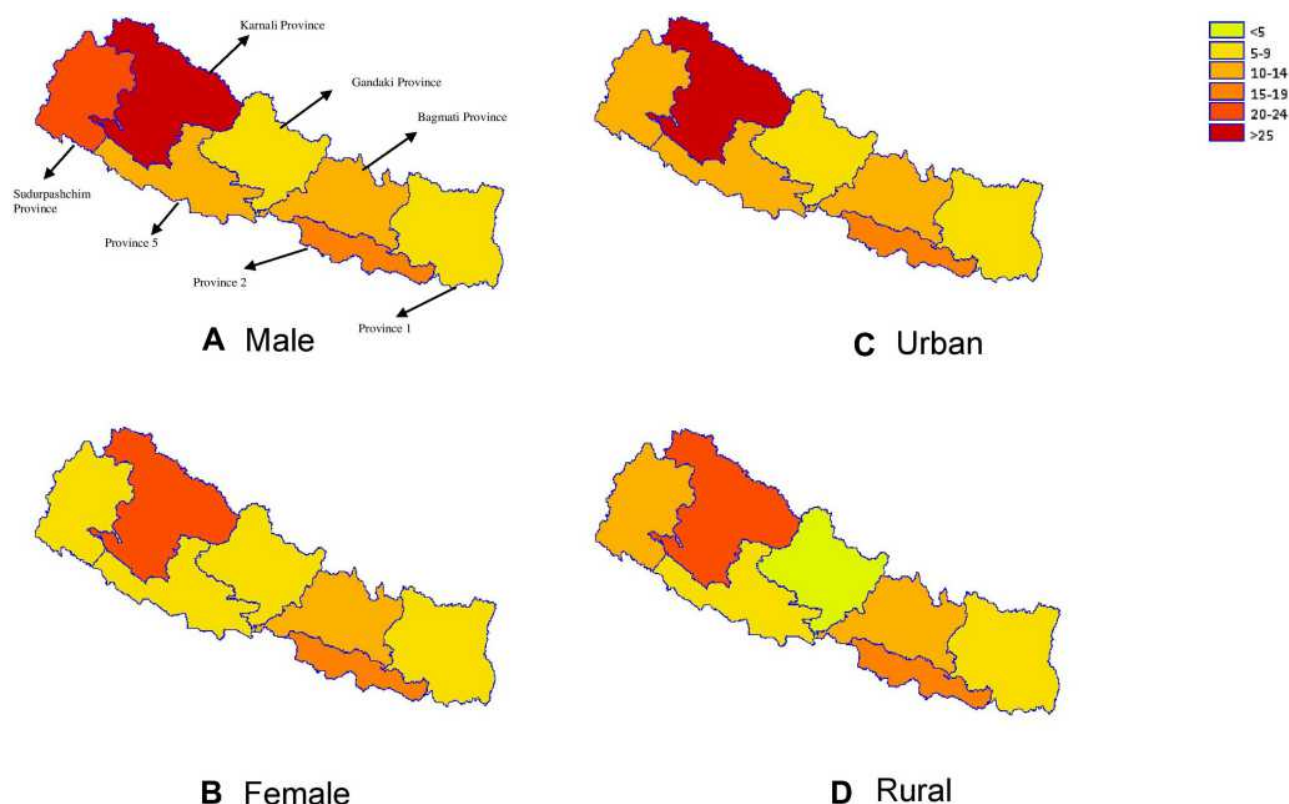 Karnali Province
Gandaki Province
Bagmati Province
Sudurpashchim
Province
Province 5
Province 2
Province 1
A Male
C Urban
<5
5-9
10-14
15-19
20-24
>25
B Female
D Rural